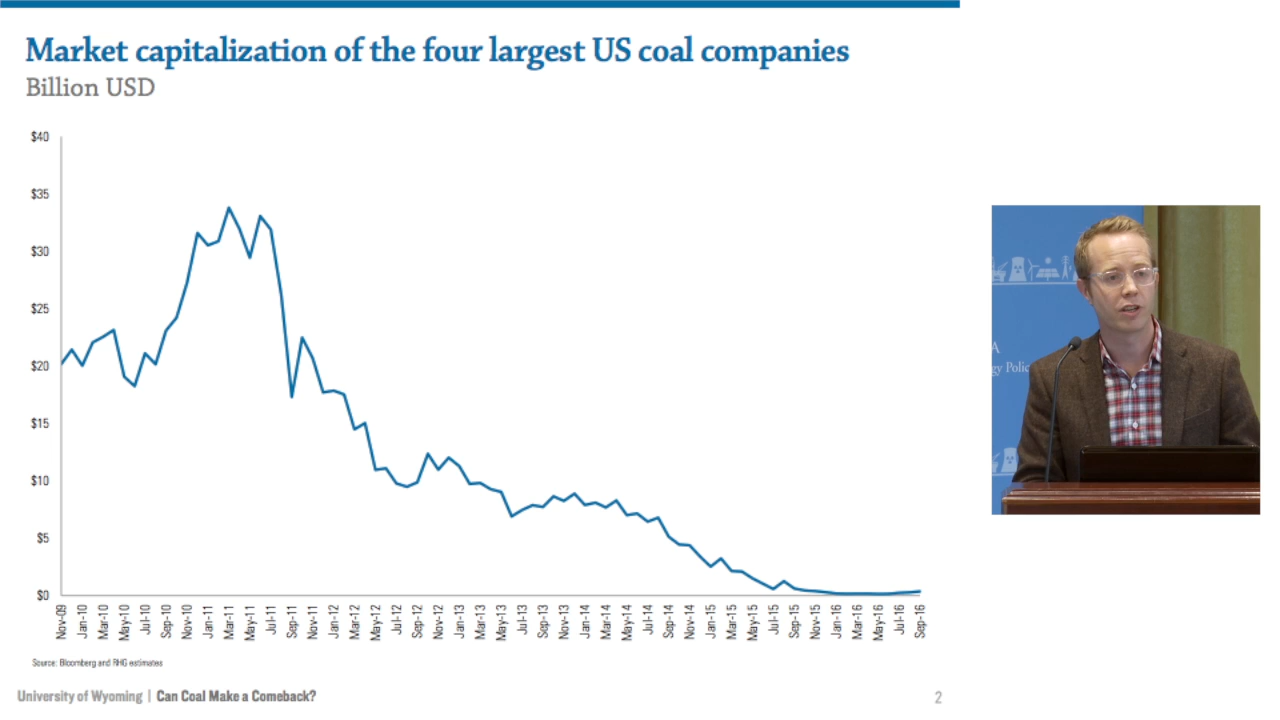 Market capitalization of the four largest US coal companies
Billion USD
$40
$35
$30
$25
$20
$15
$10
$5
$0
Nov-09
Jan-10
Mar-10
May-10
Jul-10
Sep-10
Nov-10
Jan-11
Mar-11
May-11
Jul-11
Sep-11
Nov-11
Jan-12
Mar-12
May-12
Jul-12
Sep-12
Nov-12
Jan-13
Mar-13
May-13
Jul-13
Sep-13
Nov-13
Jan-14
Mar-14
May-14
Jul-14
Sep-14
Nov-14
Jan-15
Mar-15
May-15
Jul-15
Sep-15
Nov-15
Jan-16
Mar-16
May-16
Jul-16
Sep-16
A
gy Polic
Source: Bloomberg and RHG estimates
University of Wyoming | Can Coal Make a Comeback?
2